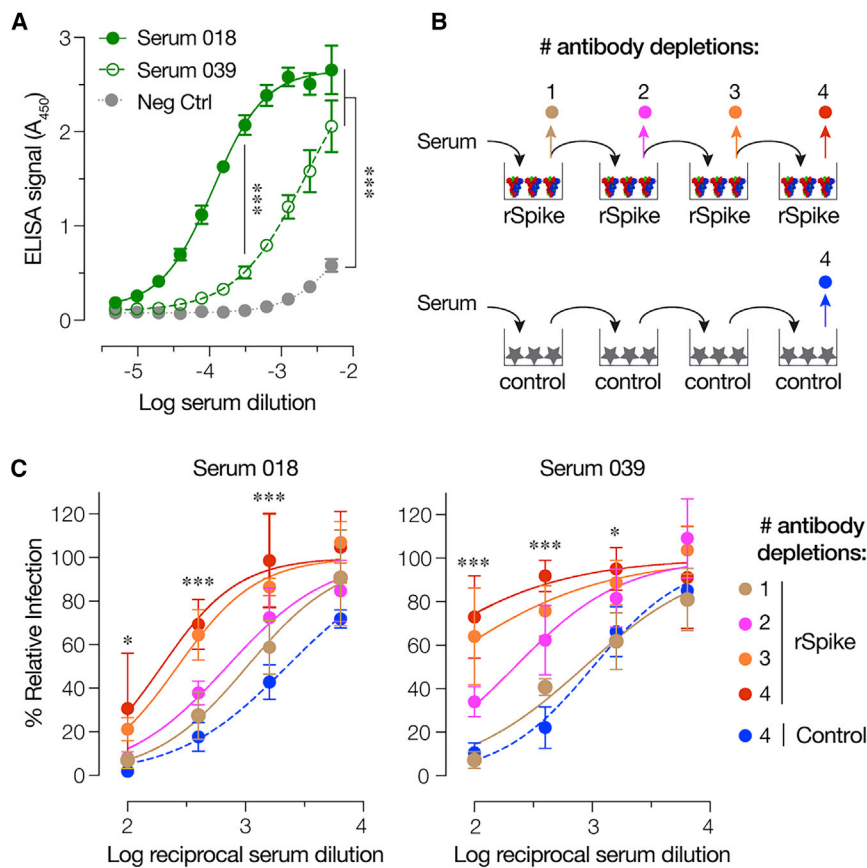 A
ELISA signal (A450)
3
2
1
0
Serum 018
Serum 039
Neg Ctrl
***
***
-5
-4
-3
-2
Log serum dilution
B
# antibody depletions:
1
2
3
4
Serum
rSpike
rSpike
rSpike
rSpike
4
Serum
control
control
control
control
C
Serum 018
% Relative Infection
120
100
80
60
40
20
0
*
***
***
2
3
4
Log reciprocal serum dilution
Serum 039
120
100
80
60
40
20
0
***
***
*
2
3
4
Log reciprocal serum dilution
# antibody
depletions:
1
2
3
4
rSpike
4
Control